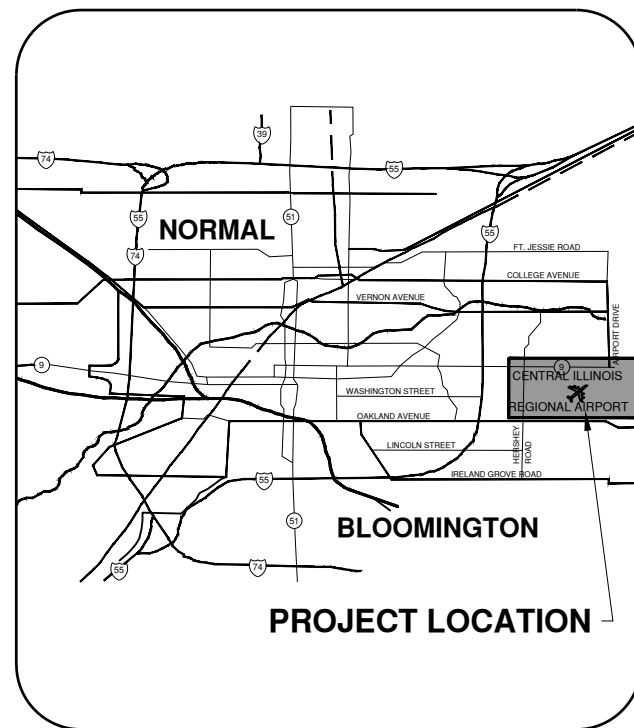 39
74
55
55
51
NORMAL
55
55
FT. JESSIE ROAD
74
COLLEGE AVENUE
VERNON AVENUE
AIRPORT DRIVE
9
9
CENTRAL ILLINOIS
REGIONAL AIRPORT
WASHINGTON STREET
OAKLAND AVENUE
LINCOLN STREET
HERSHEY
ROAD
IRELAND GROVE ROAD
55
51
BLOOMINGTON
55
74
PROJECT LOCATION